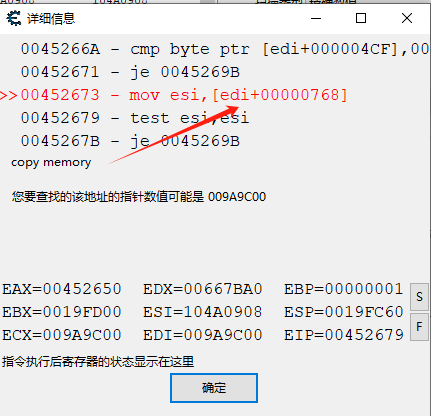 详细信息
0045266A - cmp byte ptr [edi+000004CF],00
00452671 - je 0045269B
>>00452673 - mov esi,[edi+00000768]
00452679 - test esi,esi
0045267B - je 0045269B
copy memory
您要查找的该地址的指针数值可能是 009A9C00
EAX=00452650 EDX=00667BA0 EBP=00000001
EBX=0019FD00 ESI=104A0908 ESP=0019FC60
ECX=009A9C00 EDI=009A9C00 EIP=00452679
S
F
指令执行后寄存器的状态显示在这里
确定